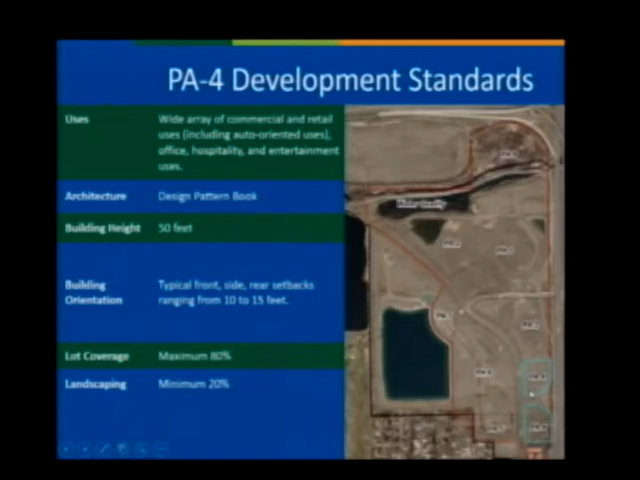 PA-4 Development Standards
Uses
Wide array of commercial and retail
uses (including auto-oriented uses),
office, hospitality, and entertainment
uses.
Architecture
Design Pattern Book
Building Height
50 feet
Building
Orientation
Typical front, side, rear setbacks
ranging from 10 to 15 feet.
Lot Coverage
Maximum 80%
Landscaping
Minimum 20%